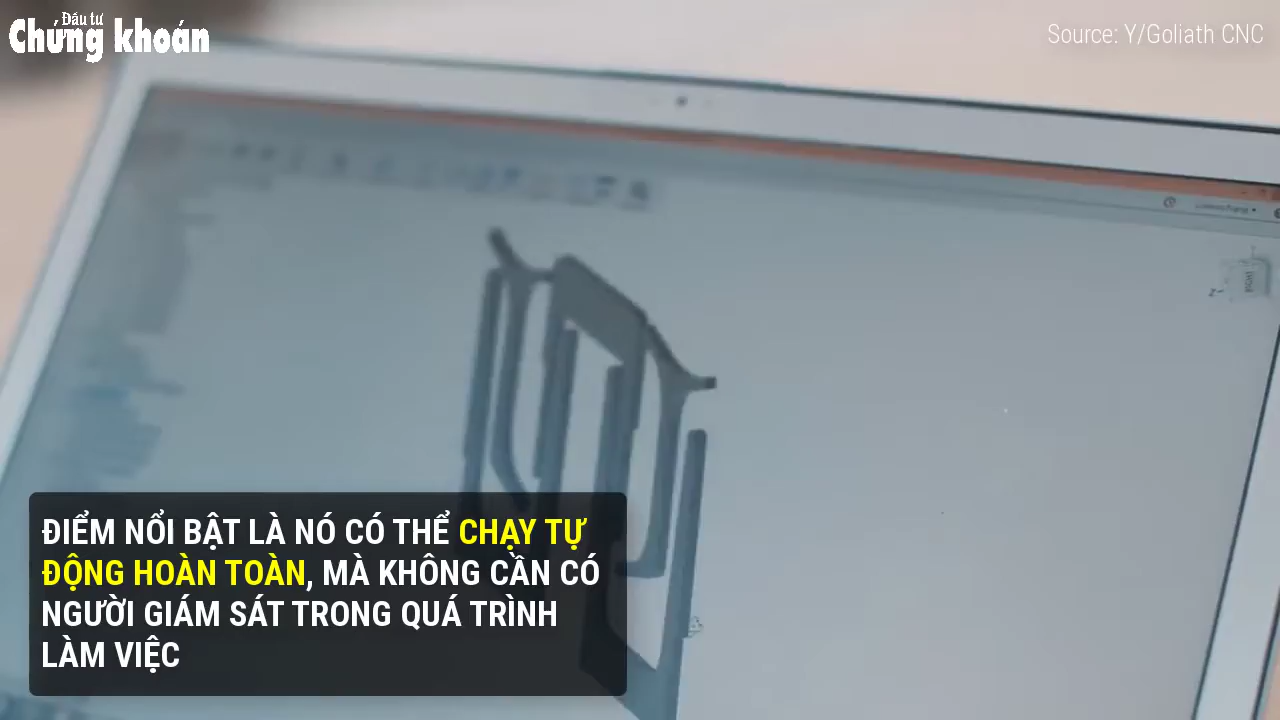 Đầu tư
Chứng khoán
Source: Y/Goliath CNC
ĐIỂM NỔI BẬT LÀ NÓ CÓ THỂ CHẠY TỰ
ĐỘNG HOÀN TOÀN, MÀ KHÔNG CẦN CÓ
NGƯỜI GIÁM SÁT TRONG QUÁ TRÌNH
LÀM VIỆC